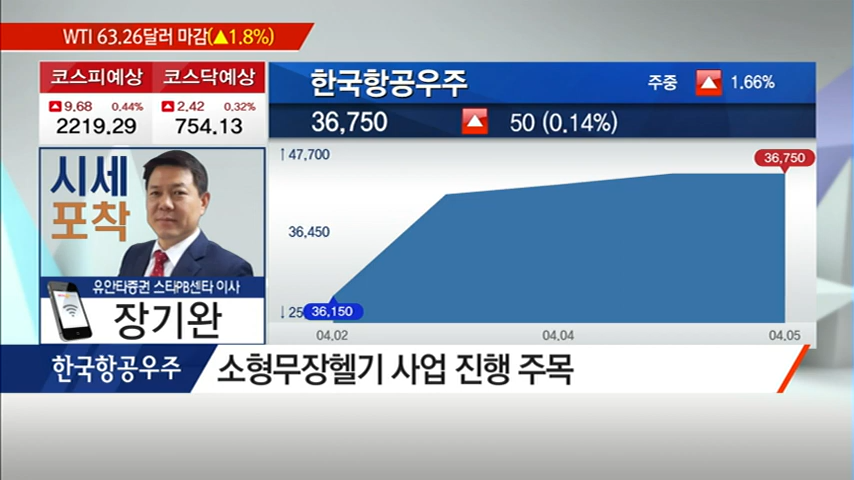 WTI 63.26달러 마감(▲1.8%)
코스피예상 코스닥예상
▲ 9,68 0,44% ▲ 2,42 0,32%
2219.29 754.13
한국항공우주 주중 ▲ 1.66%
36,750 ▲ 50 (0.14%)
시세
포착
유안타증권 스타PB센타 이사
장기완
↑47,700
36,750
36,450
↓25
36,150
04.02 04.04 04.05
한국항공우주 소형무장헬기 사업 진행 주목